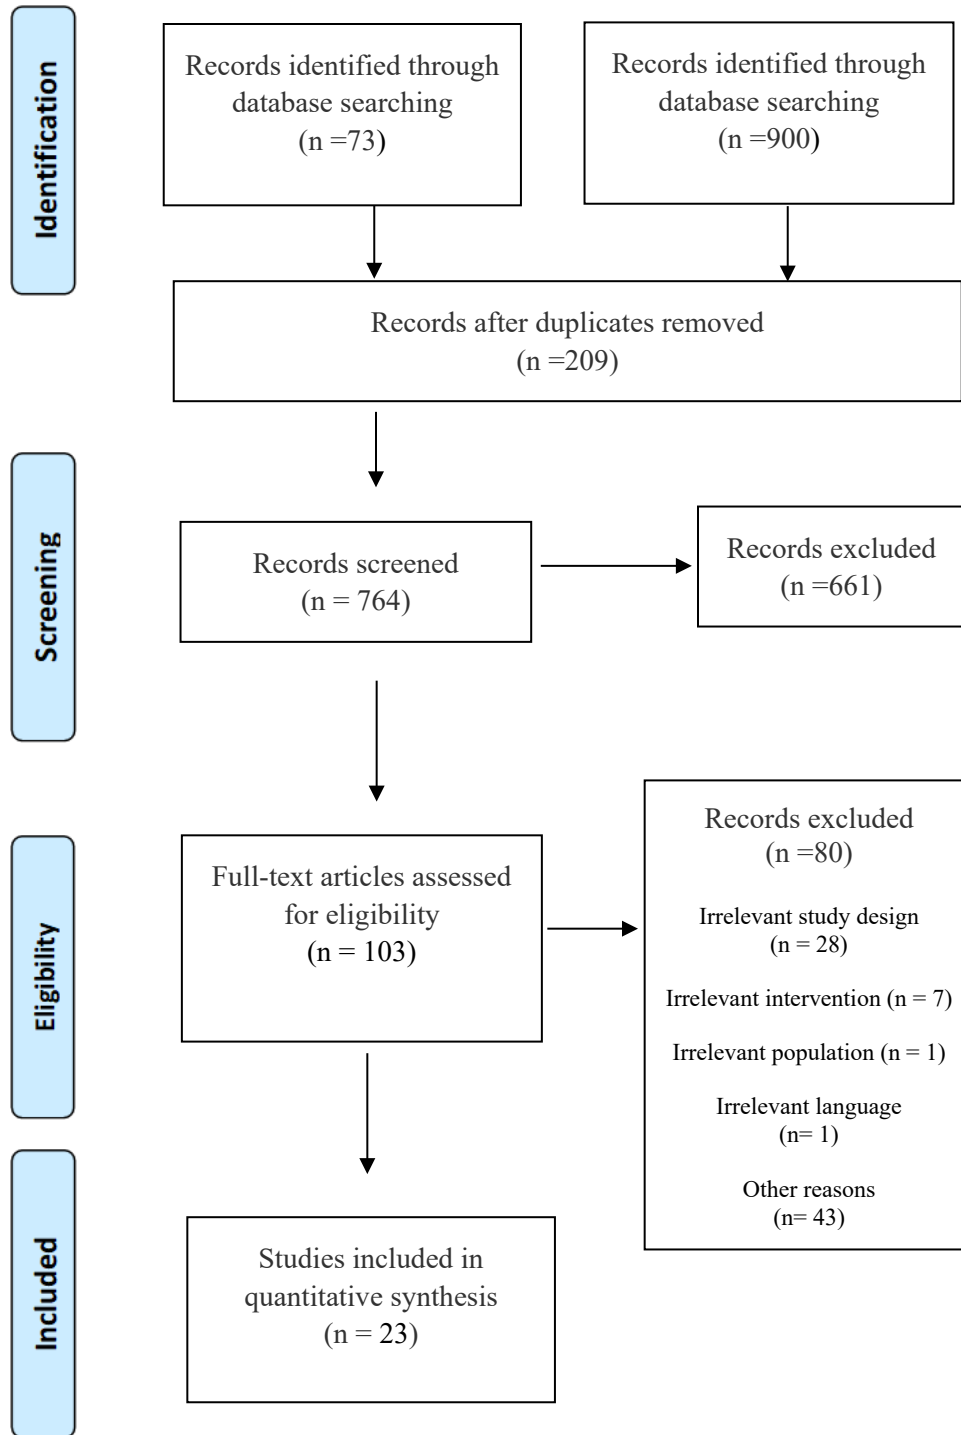 Identification
Records identified through
database searching
(n =73)
Records identified through
database searching
(n =900)
Records after duplicates removed
(n =209)
Screening
Records screened
(n = 764)
Records excluded
(n =661)
Eligibility
Full-text articles assessed
for eligibility
(n = 103)
Records excluded
(n =80)
Irrelevant study design
(n = 28)
Irrelevant intervention (n = 7)
Irrelevant population (n = 1)
Irrelevant language
(n= 1)
Other reasons
(n= 43)
Included
Studies included in
quantitative synthesis
(n = 23)